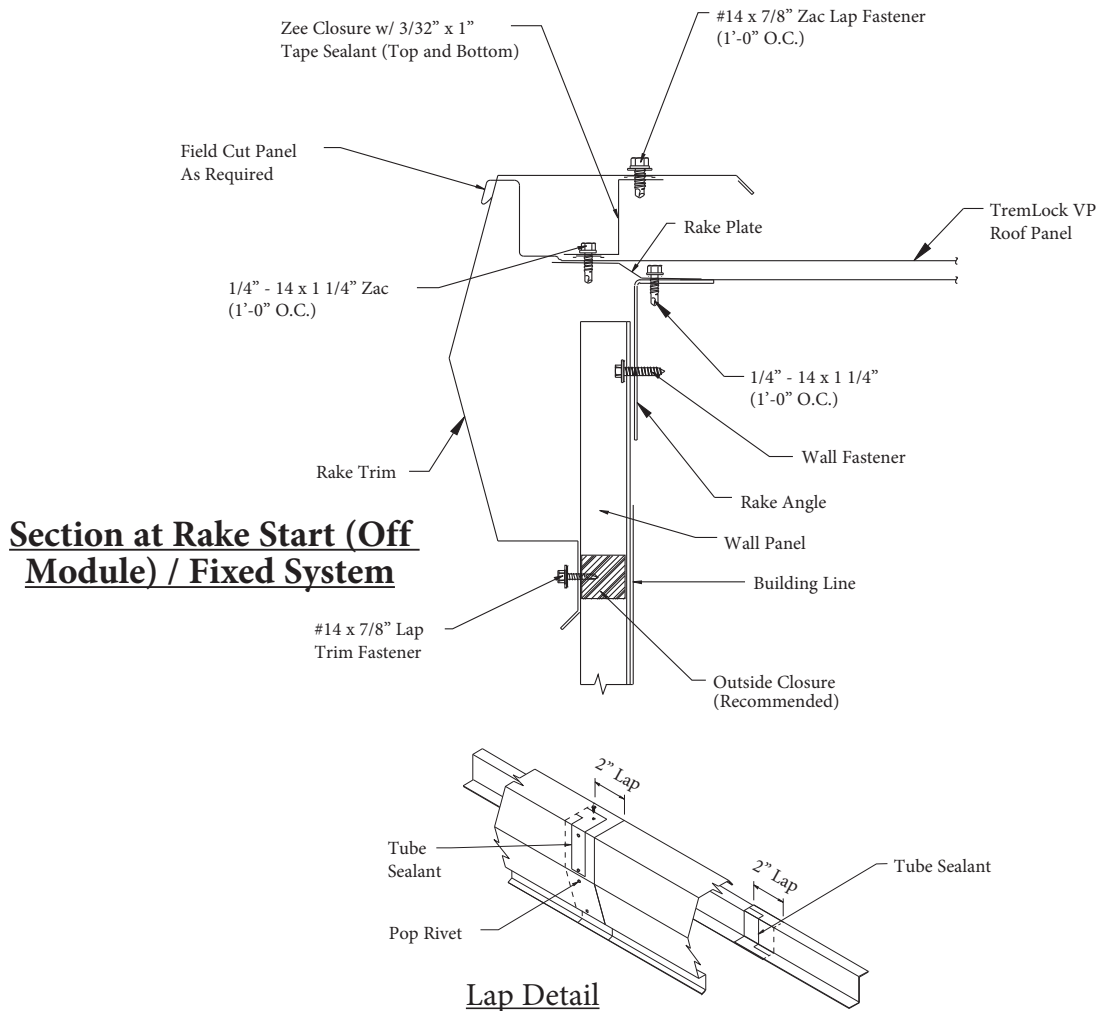 Zee Closure w/ 3/32” x 1”
Tape Sealant (Top and Bottom)
#14 x 7/8” Zac Lap Fastener
(1’-0” O.C.)
Field Cut Panel
As Required
Rake Plate
TremLock VP
Roof Panel
1/4” - 14 x 1 1/4” Zac
(1’-0” O.C.)
1/4” - 14 x 1 1/4”
(1’-0” O.C.)
Rake Trim
Wall Fastener
Rake Angle
Section at Rake Start (Off
Module) / Fixed System
Wall Panel
Building Line
#14 x 7/8” Lap
Trim Fastener
Outside Closure
(Recommended)
2” Lap
Tube
Sealant
2” Lap
Tube Sealant
Pop Rivet
Lap Detail